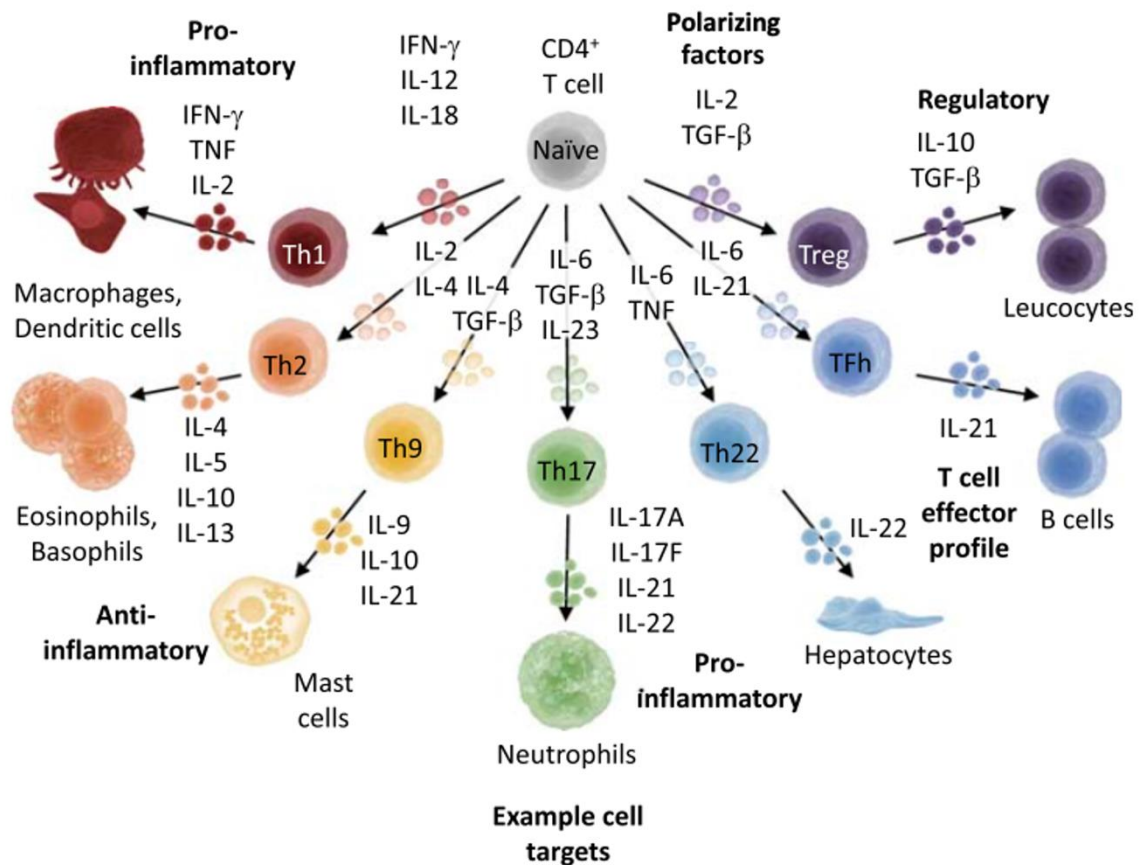 Pro-
inflammatory
IFN-γ
TNF
IL-2
IFN-γ
IL-12
IL-18
CD4⁺
T cell
Naïve
Polarizing
factors
IL-2
TGF-β
Regulatory
IL-10
TGF-β
Th1
Macrophages,
Dendritic cells
IL-2
IL-4
Th2
IL-4
IL-5
IL-10
IL-13
Eosinophils,
Basophils
Anti-
inflammatory
IL-4
TGF-β
Th9
IL-9
IL-10
IL-21
Mast
cells
IL-6
TGF-β
IL-23
Th17
IL-17A
IL-17F
IL-21
IL-22
Neutrophils
Pro-
inflammatory
IL-6
TNF
Th22
IL-22
Hepatocytes
IL-6
IL-21
TFh
IL-21
B cells
T cell
effector
profile
Treg
Leucocytes
Example cell
targets